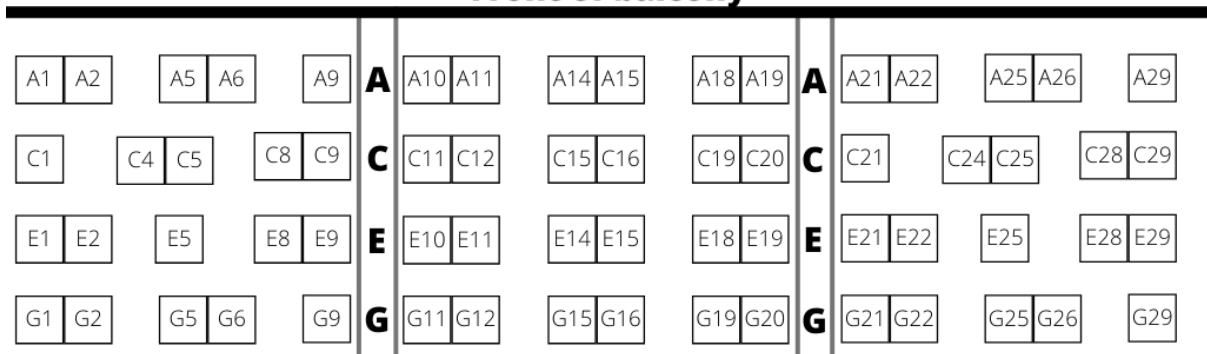 A1 A2 A5 A6 A9 A A10 A11 A14 A15 A18 A19 A A21 A22 A25 A26 A29
C1 C4 C5 C8 C9 C C11 C12 C15 C16 C19 C20 C C21 C24 C25 C28 C29
E1 E2 E5 E8 E9 E E10 E11 E14 E15 E18 E19 E E21 E22 E25 E28 E29
G1 G2 G5 G6 G9 G G11 G12 G15 G16 G19 G20 G G21 G22 G25 G26 G29